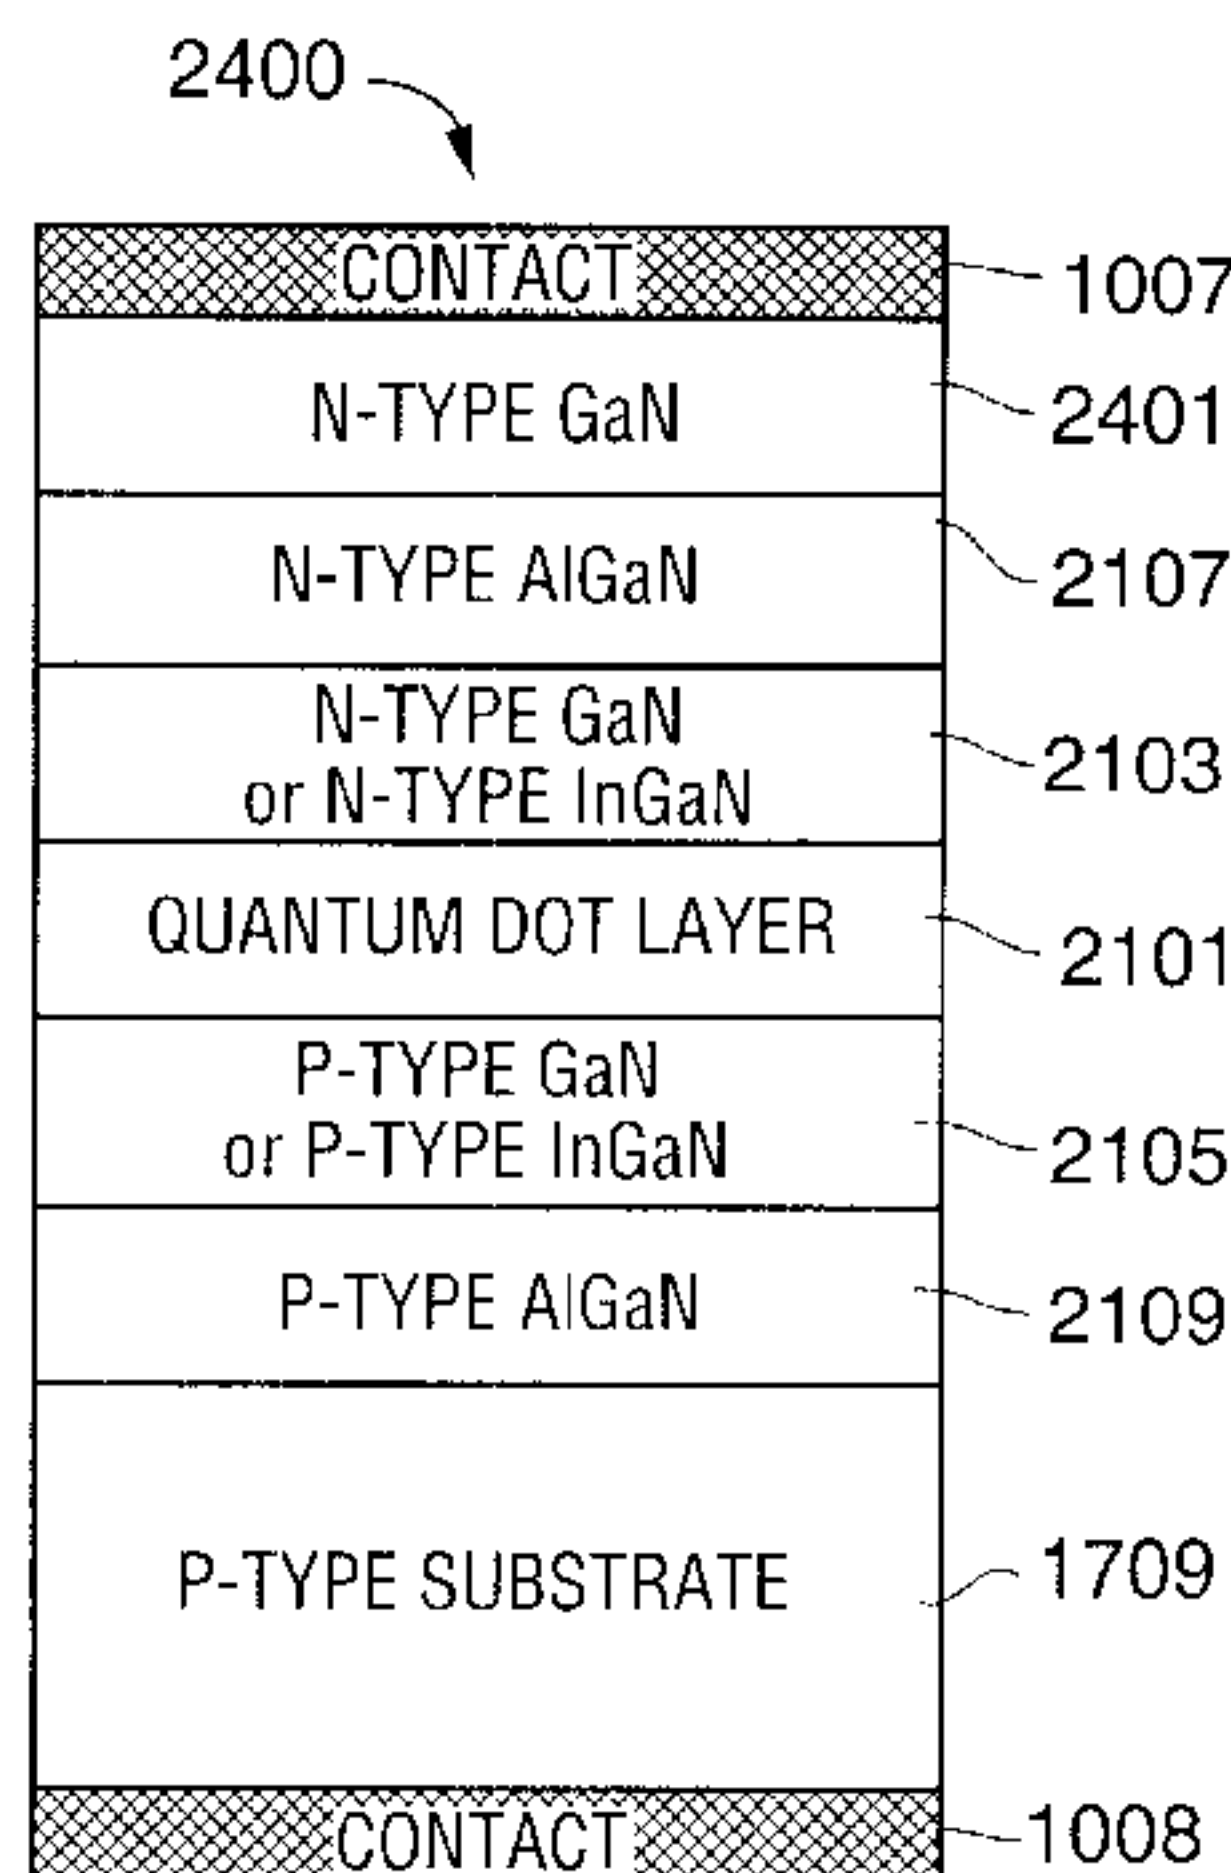 2400
CONTACT
1007
N-TYPE GaN
2401
N-TYPE AlGaN
2107
N-TYPE GaN
or N-TYPE InGaN
2103
QUANTUM DOT LAYER
2101
P-TYPE GaN
or P-TYPE InGaN
2105
P-TYPE AlGaN
2109
P-TYPE SUBSTRATE
1709
CONTACT
1008